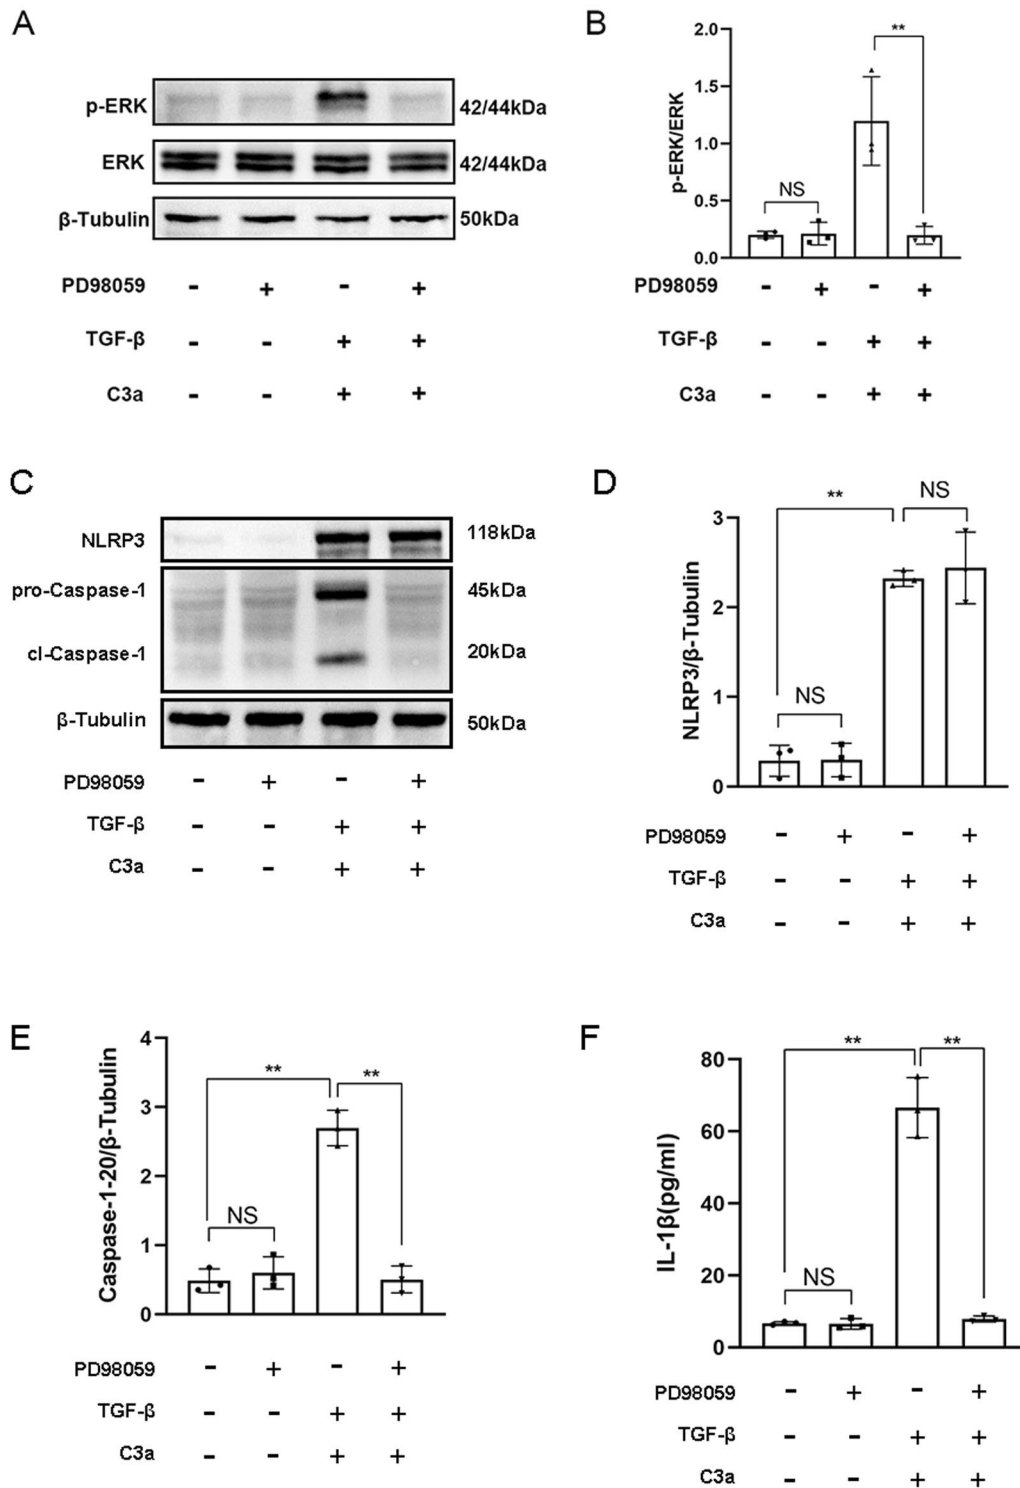 A
p-ERK 42/44kDa
ERK 42/44kDa
β-Tubulin 50kDa
PD98059 - + - +
TGF-β - - + +
C3a - - + +
B
p-ERK/ERK
2.0
1.5
1.0
0.5
0.0
NS
**
PD98059 - + - +
TGF-β - - + +
C3a - - + +
C
NLRP3 118kDa
pro-Caspase-1 45kDa
cl-Caspase-1 20kDa
β-Tubulin 50kDa
PD98059 - + - +
TGF-β - - + +
C3a - - + +
D
NLRP3/β-Tubulin
3
2
1
0
** NS
NS
PD98059 - + - +
TGF-β - - + +
C3a - - + +
E
Caspase-1-20/β-Tubulin
4
3
2
1
0
** **
NS
PD98059 - + - +
TGF-β - - + +
C3a - - + +
F
IL-1β(pg/ml)
80
60
40
20
0
** **
NS
PD98059 - + - +
TGF-β - - + +
C3a - - + +